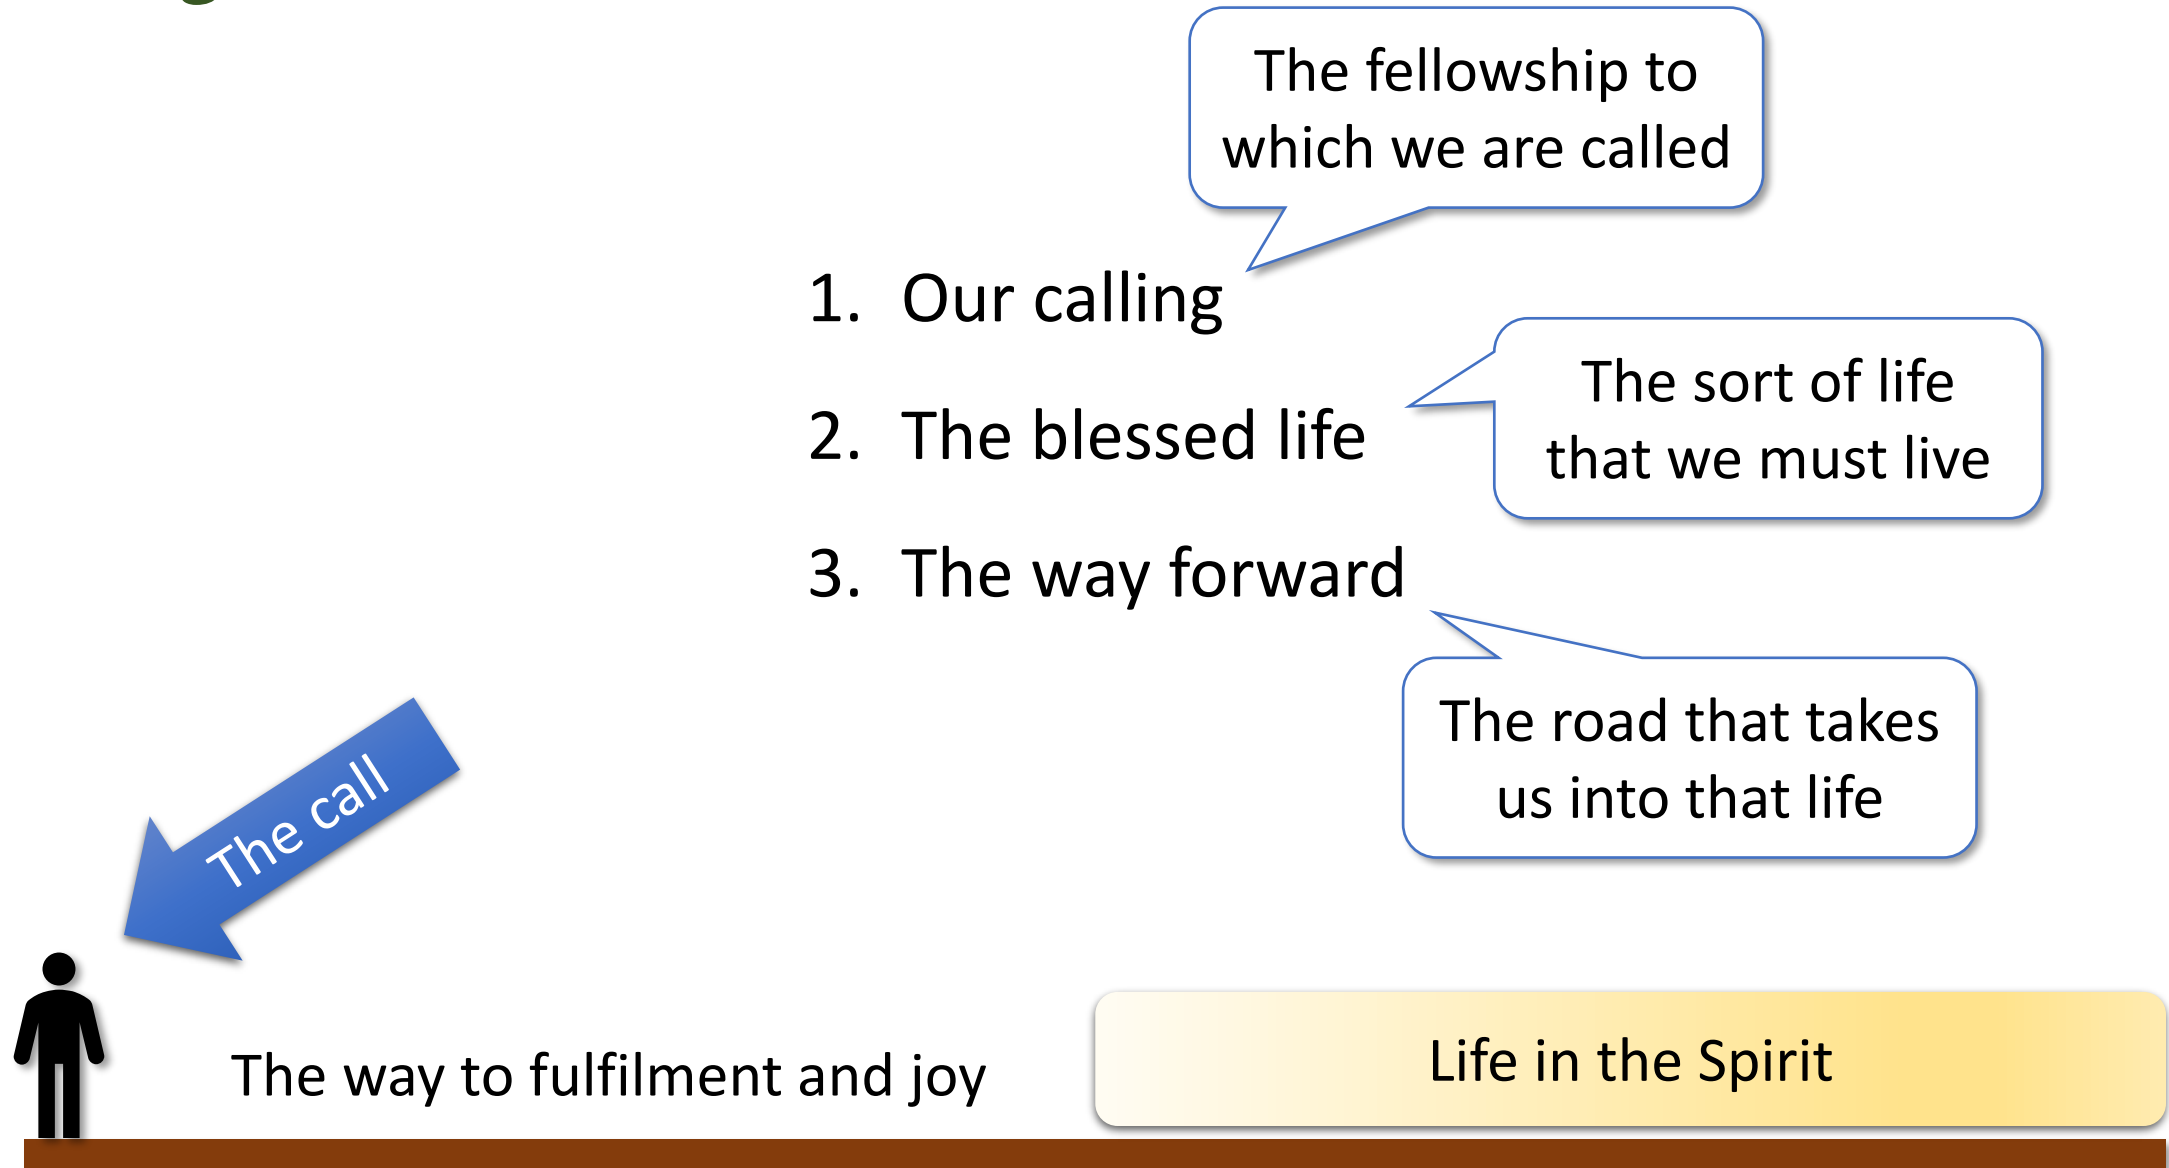 The fellowship to
which we are called
1. Our calling
The sort of life
that we must live
2. The blessed life
3. The way forward
The road that takes
us into that life
The call
The way to fulfilment and joy
Life in the Spirit